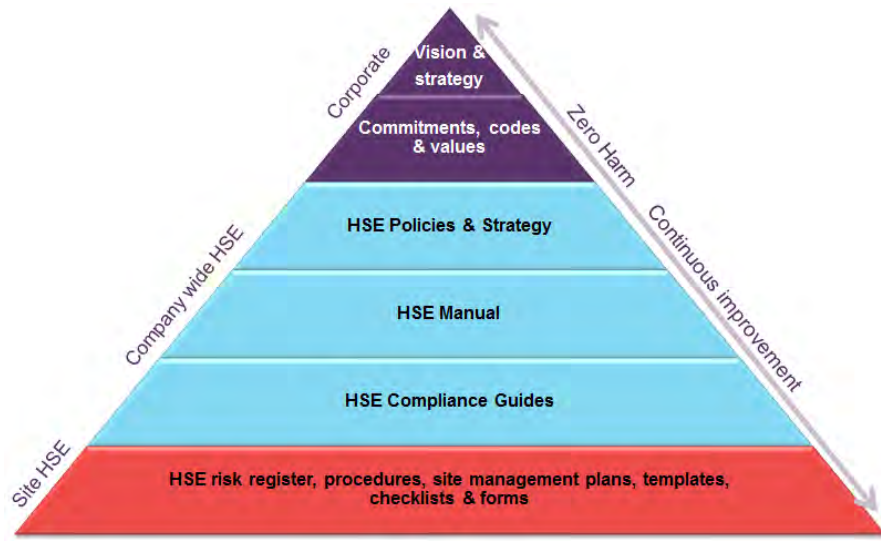 Vision &
strategy
Commitments, codes
& values
HSE Policies & Strategy
HSE Manual
HSE Compliance Guides
HSE risk register, procedures, site management plans, templates,
checklists & forms
Corporate
Company wide HSE
Site HSE
Zero Harm
Continuous improvement